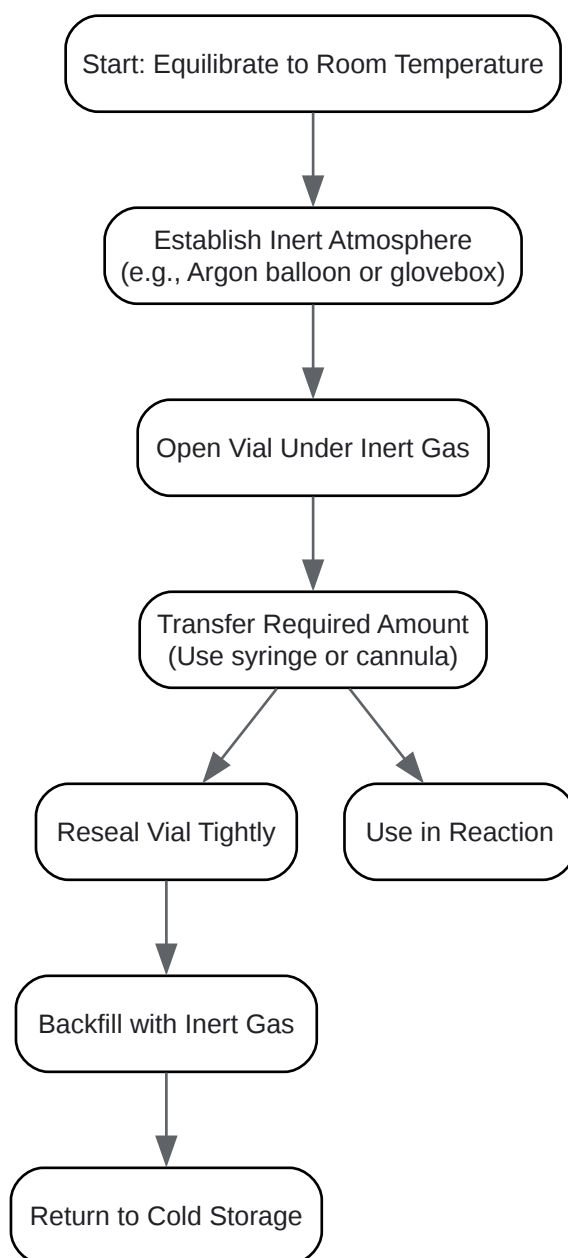 Start: Equilibrate to Room Temperature
Establish Inert Atmosphere
(e.g., Argon balloon or glovebox)
Open Vial Under Inert Gas
Transfer Required Amount
(Use syringe or cannula)
Reseal Vial Tightly
Use in Reaction
Backfill with Inert Gas
Return to Cold Storage